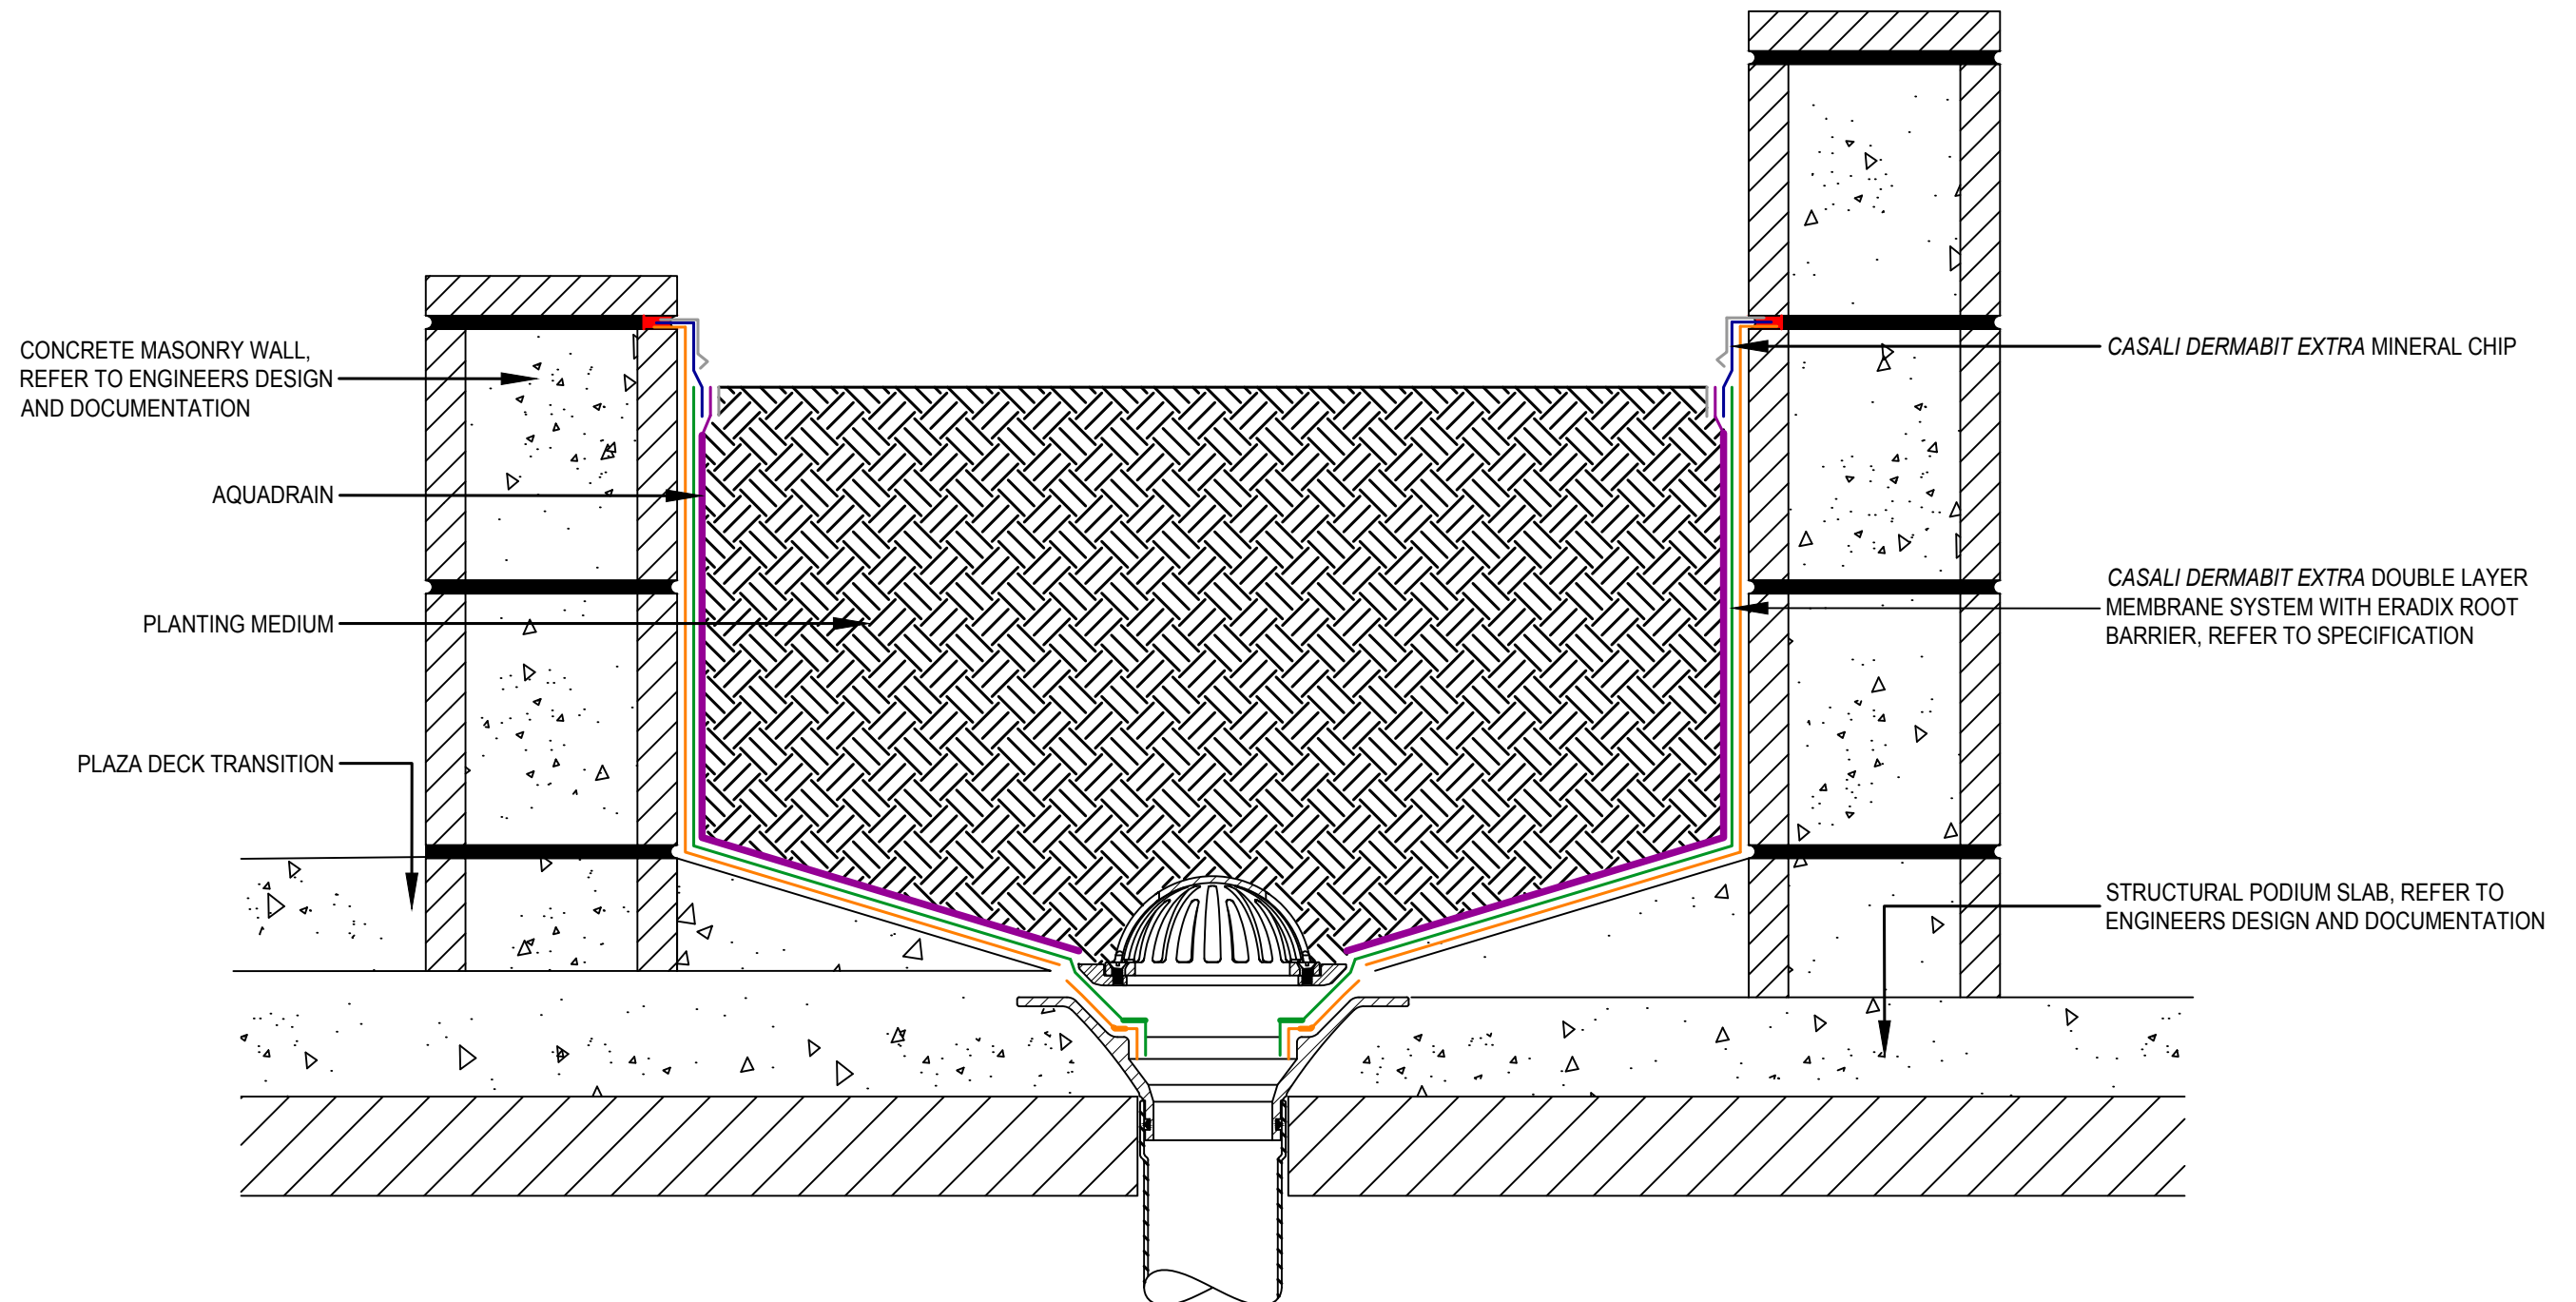 CONCRETE MASONRY WALL,
REFER TO ENGINEERS DESIGN
AND DOCUMENTATION
AQUADRAIN
PLANTING MEDIUM
PLAZA DECK TRANSITION
CASALI DERMABIT EXTRA MINERAL CHIP
CASALI DERMABIT EXTRA DOUBLE LAYER
MEMBRANE SYSTEM WITH ERADIX ROOT
BARRIER, REFER TO SPECIFICATION
STRUCTURAL PODIUM SLAB, REFER TO
ENGINEERS DESIGN AND DOCUMENTATION